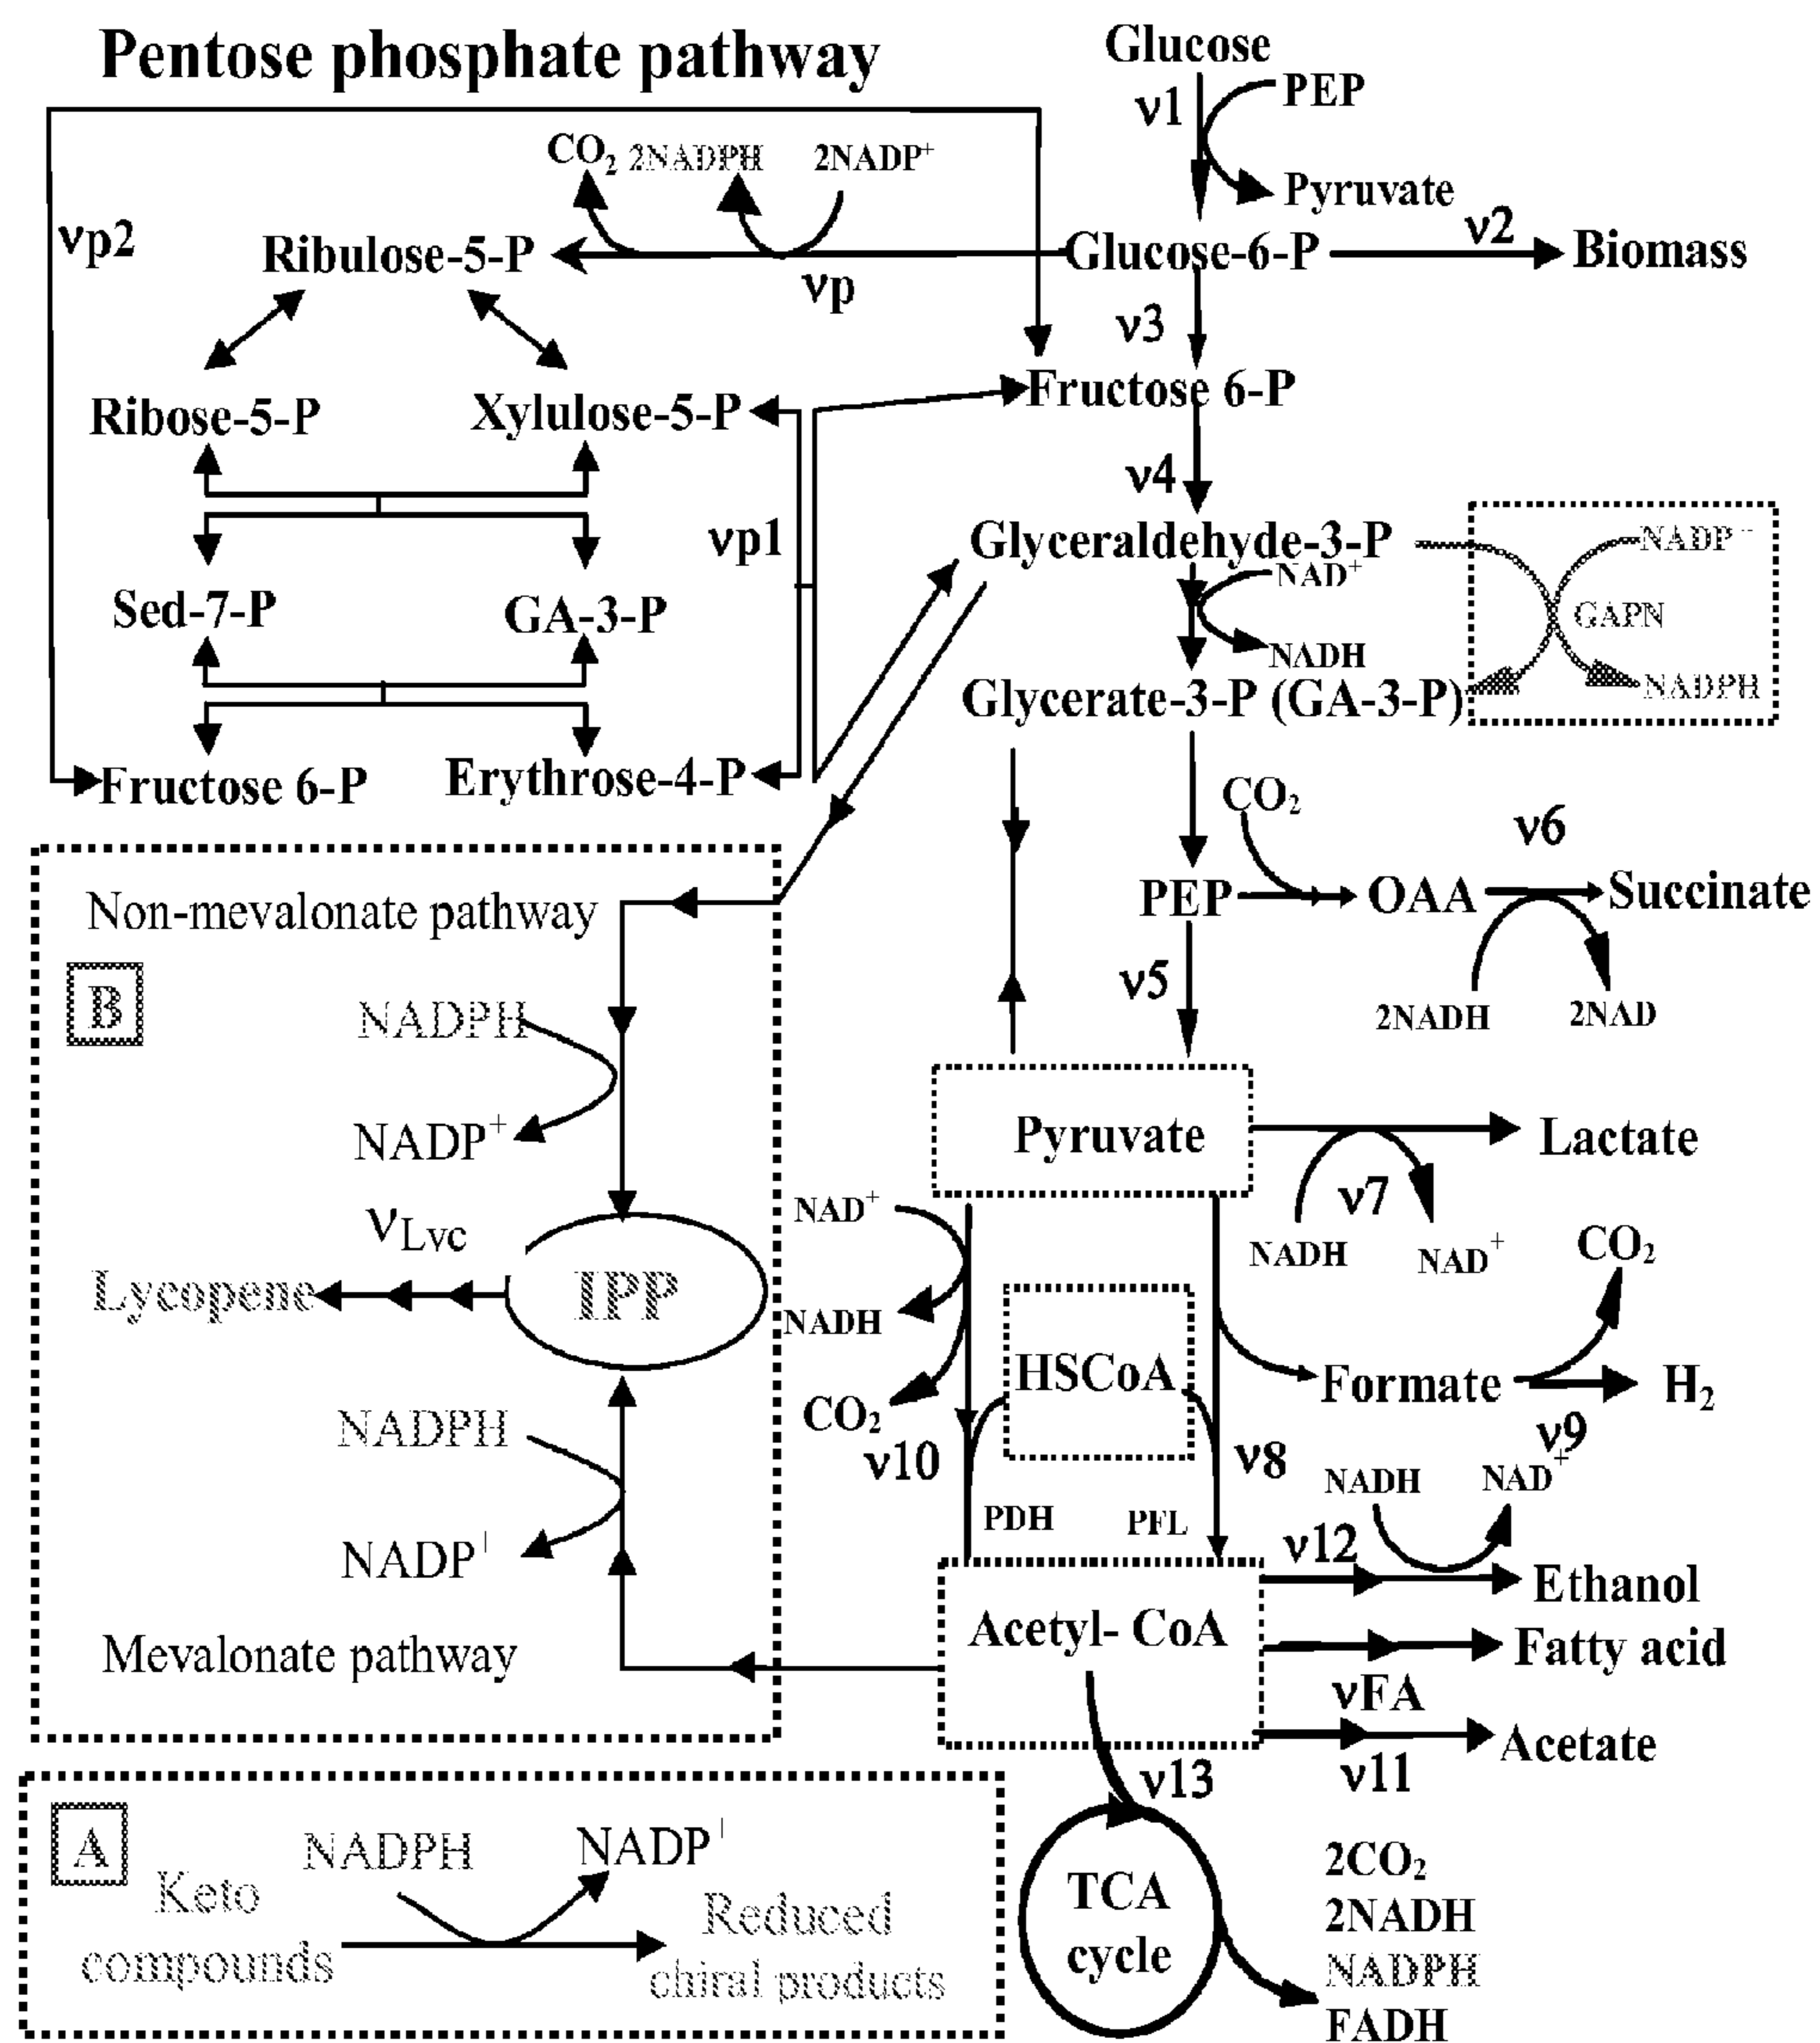 Pentose phosphate pathway
Glucose
PEP
ν1
Pyruvate
CO₂ 2NADPH 2NADP⁺
νp2
Ribulose-5-P
νp
Glucose-6-P
ν2
Biomass
ν3
Ribose-5-P
Xylulose-5-P
Fructose 6-P
ν4
νp1
Glyceraldehyde-3-P
NAD⁺
NADH
NADP⁺
GAPN
NADPH
Sed-7-P
GA-3-P
Glycerate-3-P (GA-3-P)
Fructose 6-P
Erythrose-4-P
CO₂
ν6
PEP
OAA
Succinate
ν5
2NADH
2NAD
Non-mevalonate pathway
B
NADPH
NADP⁺
νLyc
Lycopene
IPP
NADPH
NADP⁺
Mevalonate pathway
Pyruvate
Lactate
ν7
NADH
NAD⁺
NAD⁺
NADH
CO₂
HSCoA
CO₂
Formate
H₂
ν10
ν8
ν9
PDH
PFL
NADH
NAD⁺
ν12
Ethanol
Acetyl- CoA
Fatty acid
νFA
Acetate
ν11
ν13
A
NADPH
NADP⁺
Keto
compounds
Reduced
chiral products
TCA
cycle
2CO₂
2NADH
NADPH
FADH